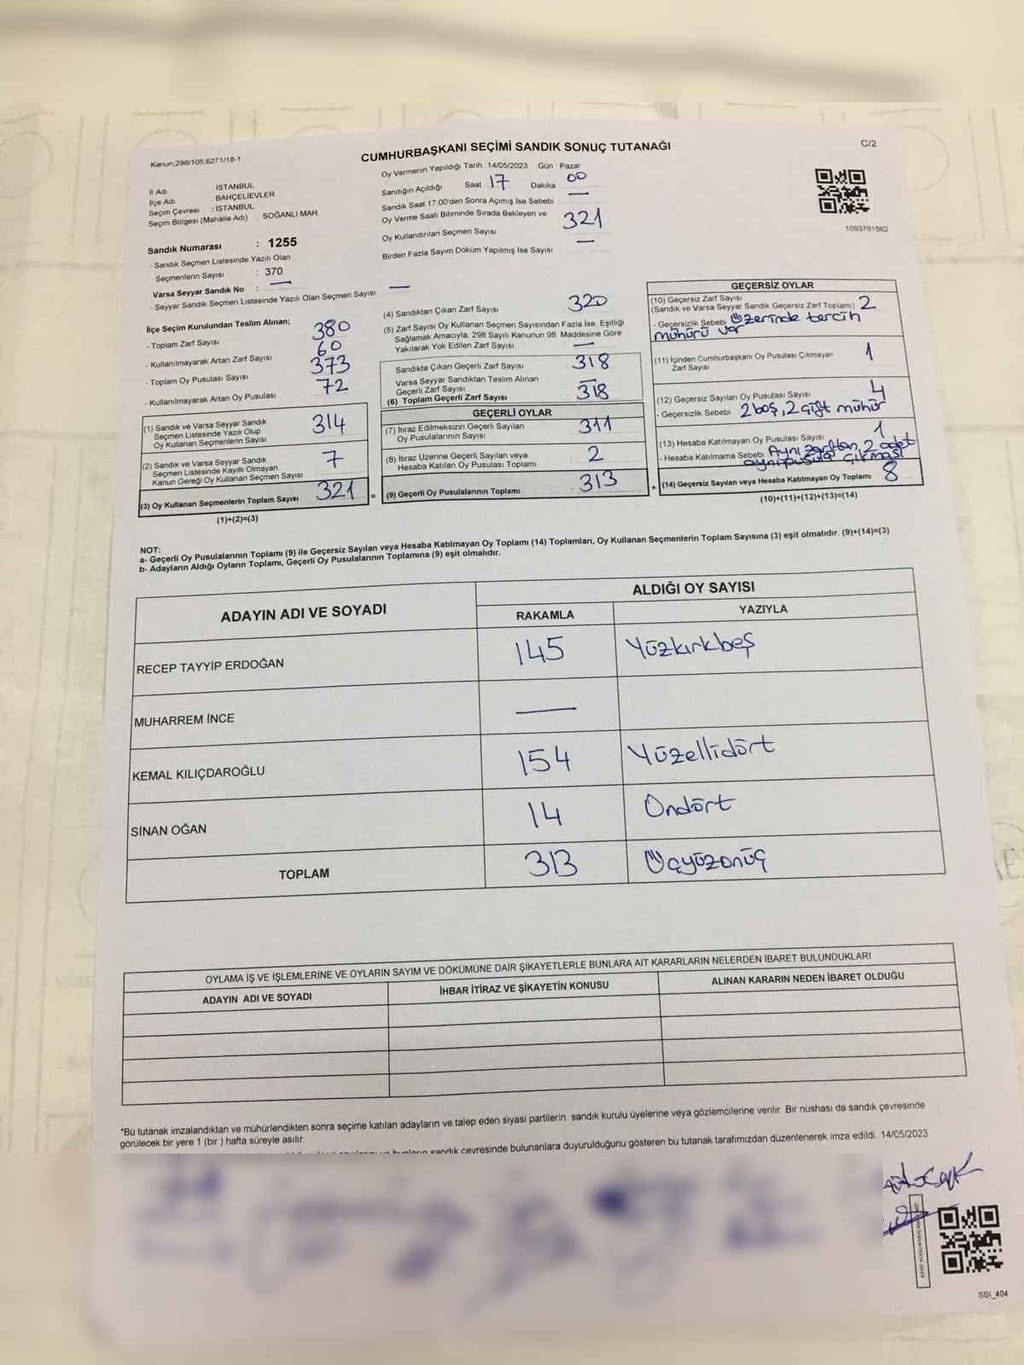 Kanun:298/105,6271/18-1
CUMHURBAŞKANI SEÇİMİ SANDIK SONUÇ TUTANAĞI
C/2
Oy Vermenin Yapıldığı Tarih :14/05/2023 Gün : Pazar
İl Adı : İSTANBUL
İlçe Adı : BAHÇELİEVLER
Seçim Çevresi : İSTANBUL
Seçim Bölgesi (Mahalle Adı) SOĞANLI MAH.
Sandık Numarası : 1255
- Sandık Seçmen Listesinde Yazılı Olan
Seçmenlerin Sayısı : 370
Varsa Seyyar Sandık No : —
- Seyyar Sandık Seçmen Listesinde Yazılı Olan Seçmen Sayısı: —
Sandığın Açıldığı Saat 17 Dakika 00
Sandık Saat 17.00'den Sonra Açımış İse Sebebi —
Oy Verme Saati Bitiminde Sırada Bekleyen ve
Oy Kullandırılan Seçmen Sayısı 321
Birden Fazla Sayım Döküm Yapılmış İse Sayısı —
1093781562
İlçe Seçim Kurulundan Teslim Alınan;
- Toplam Zarf Sayısı 380
- Kullanılmayarak Artan Zarf Sayısı 60
- Toplam Oy Pusulası Sayısı 373
- Kullanılmayarak Artan Oy Pusulası 72
(1) Sandık ve Varsa Seyyar Sandık
Seçmen Listesinde Yazılı Olup
Oy Kullanan Seçmenlerin Sayısı 314
(2) Sandık ve Varsa Seyyar Sandık
Seçmen Listesinde Kayıtlı Olmayan
Kanun Gereği Oy Kullanan Seçmen Sayısı 7
(3) Oy Kullanan Seçmenlerin Toplam Sayısı 321
(1)+(2)=(3)
(4) Sandıktan Çıkan Zarf Sayısı 320
(5) Zarf Sayısı Oy Kullanan Seçmen Sayısından Fazla İse, Eşitliği
Sağlamak Amacıyla, 298 Sayılı Kanunun 98. Maddesine Göre
Yakılarak Yok Edilen Zarf Sayısı —
Sandıkta Çıkan Geçerli Zarf Sayısı 318
Varsa Seyyar Sandıktan Teslim Alınan
Geçerli Zarf Sayısı —
(6) Toplam Geçerli Zarf Sayısı 318
GEÇERLİ OYLAR
(7) İtiraz Edilmeksizin Geçerli Sayılan
Oy Pusulalarının Sayısı 311
(8) İtiraz Üzerine Geçerli Sayılan veya
Hesaba Katılan Oy Pusulası Toplamı 2
= (9) Geçerli Oy Pusulalarının Toplamı 313
GEÇERSİZ OYLAR
(10) Geçersiz Zarf Sayısı
(Sandık ve Varsa Seyyar Sandık Geçersiz Zarf Toplamı) 2
- Geçersizlik Sebebi Üzerinde tercih
mühürü var
(11) İçinden Cumhurbaşkanı Oy Pusulası Çıkmayan
Zarf Sayısı 1
(12) Geçersiz Sayılan Oy Pusulası Sayısı 4
- Geçersizlik Sebebi 2 boş, 2 çift mühür
(13) Hesaba Katılmayan Oy Pusulası Sayısı 1
- Hesaba Katılmama Sebebi Aynı zarftan 2 adet
aynı pusula çıkması
+ (14) Geçersiz Sayılan veya Hesaba Katılmayan Oy Toplamı 8
(10)+(11)+(12)+(13)=(14)
NOT:
a- Geçerli Oy Pusulalarının Toplamı (9) ile Geçersiz Sayılan veya Hesaba Katılmayan Oy Toplamı (14) Toplamları, Oy Kullanan Seçmenlerin Toplam Sayısına (3) eşit olmalıdır. (9)+(14)=(3)
b- Adayların Aldığı Oyların Toplamı, Geçerli Oy Pusulalarının Toplamına (9) eşit olmalıdır.
ADAYIN ADI VE SOYADI
ALDIĞI OY SAYISI
RAKAMLA YAZIYLA
RECEP TAYYİP ERDOĞAN 145 Yüzkırkbeş
MUHARREM İNCE —
KEMAL KILIÇDAROĞLU 154 Yüzellidört
SİNAN OĞAN 14 Ondört
TOPLAM 313 Üçyüzonüç
OYLAMA İŞ VE İŞLEMLERİNE VE OYLARIN SAYIM VE DÖKÜMÜNE DAİR ŞİKAYETLERLE BUNLARA AİT KARARLARIN NELERDEN İBARET BULUNDUKLARI
ADAYIN ADI VE SOYADI İHBAR İTİRAZ VE ŞİKAYETİN KONUSU ALINAN KARARIN NEDEN İBARET OLDUĞU
*Bu tutanak imzalandıktan ve mühürlendikten sonra seçime katılan adayların ve talep eden siyasi partilerin sandık kurulu üyelerine veya gözlemcilerine verilir. Bir nushası da sandık çevresinde
görülecek bir yere 1 (bir ) hafta süreyle asılır.
sandık çevresinde bulunanlara duyurulduğunu gösteren bu tutanak tarafımızdan düzenlenerek imza edildi. 14/05/2023
SSİ_404